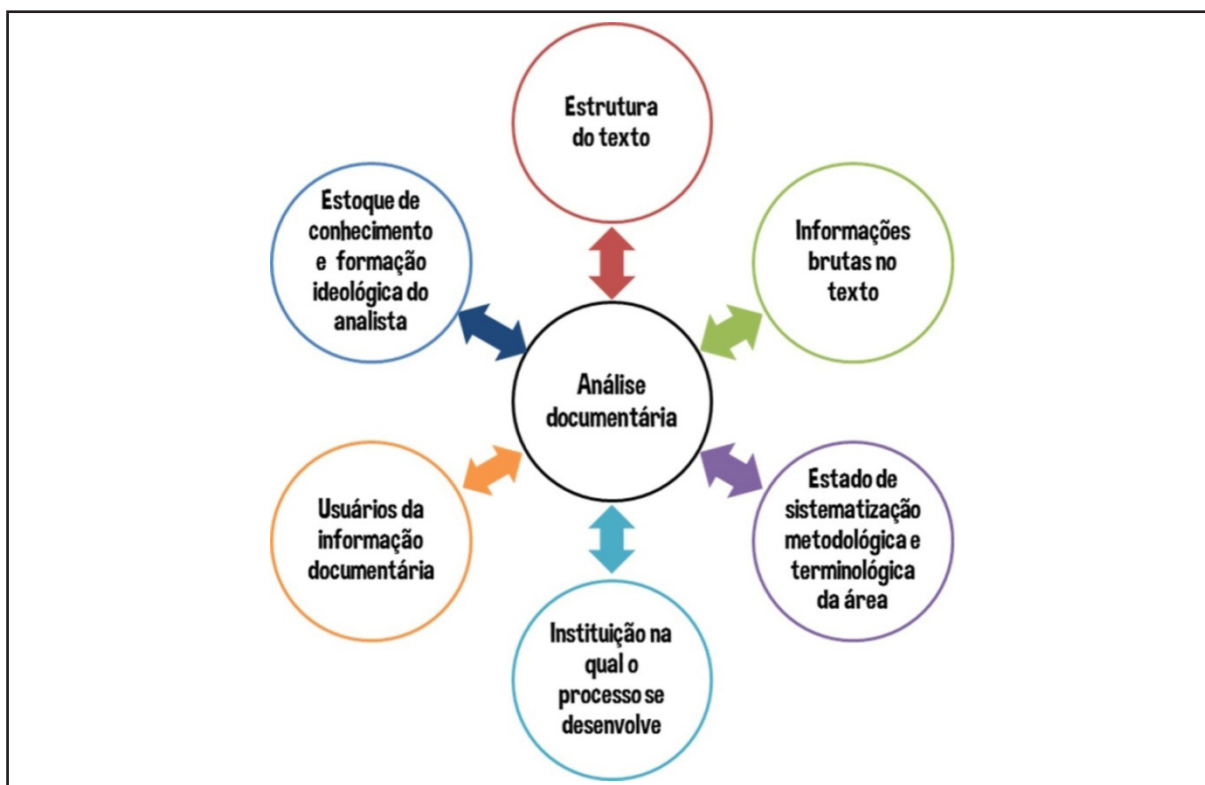 Estrutura
do texto
Estoque de
conhecimento
e formação
ideológica do
analista
Informações
brutas no
texto
Análise
documentária
Usuários da
informação
documentária
Estado de
sistematização
metodológica e
terminológica
da área
Instituição na
qual o
processo se
desenvolve